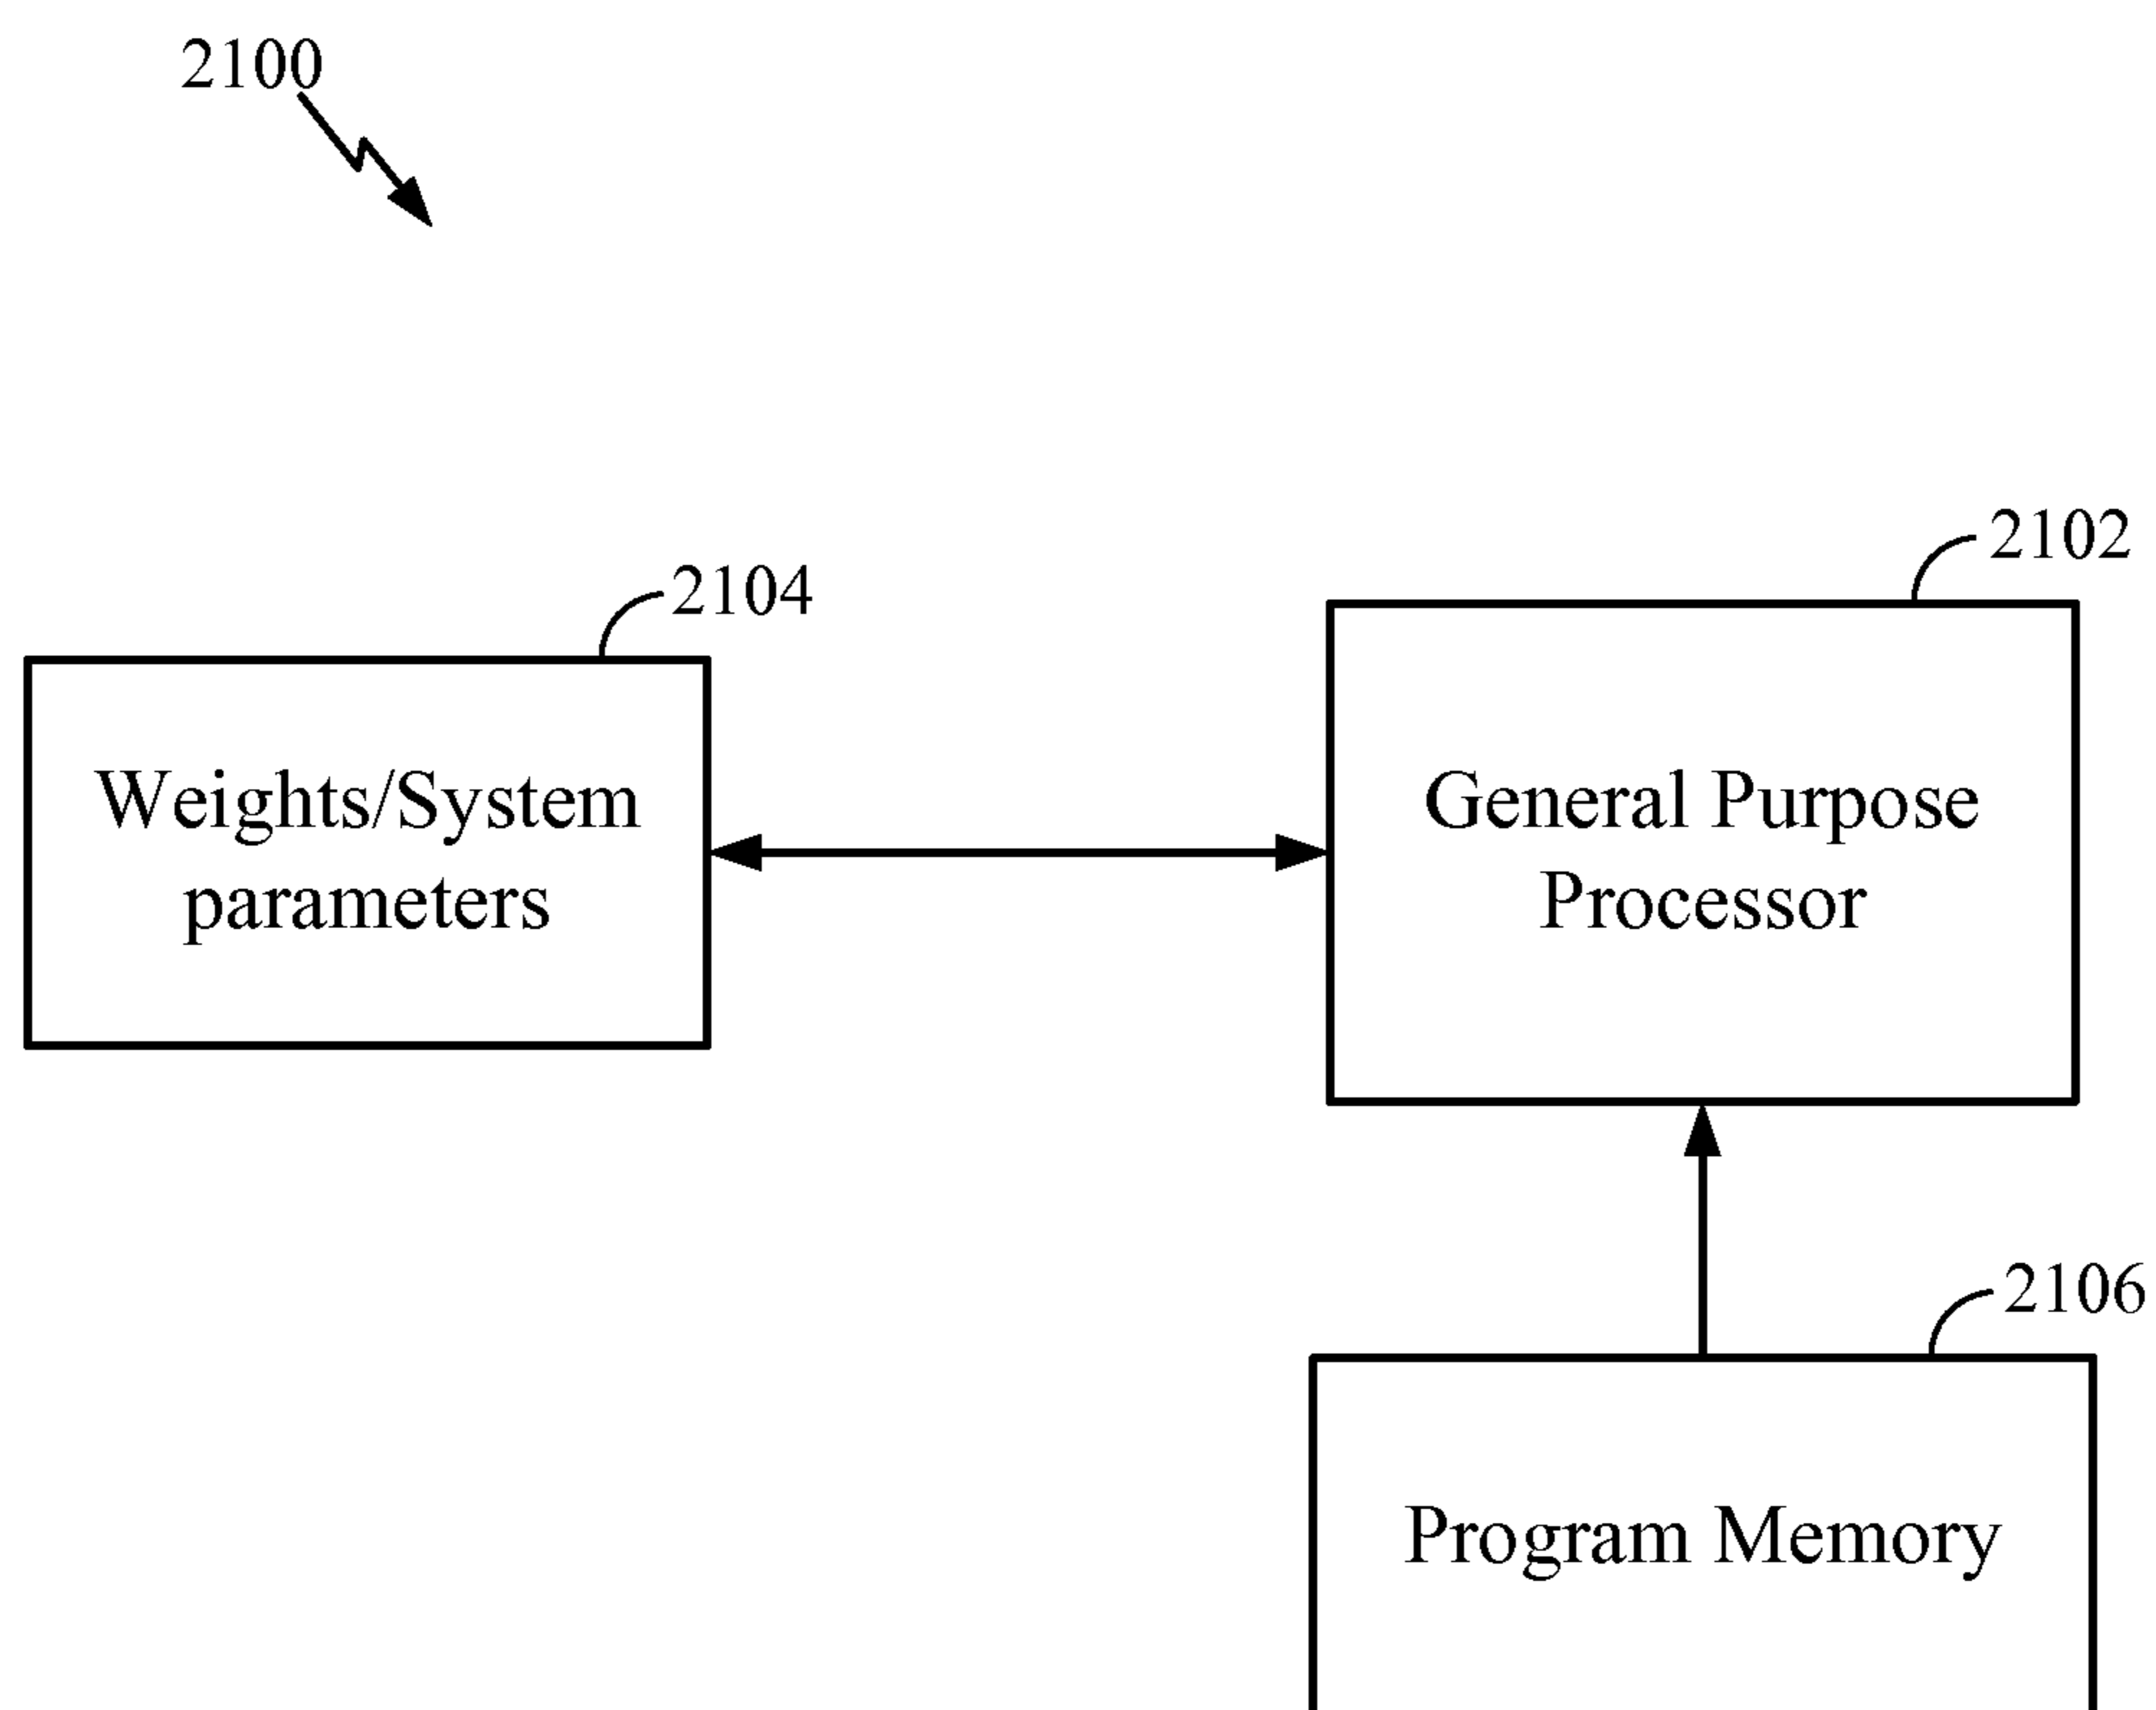 2100
2102
2104
Weights/System
parameters
General Purpose
Processor
2106
Program Memory